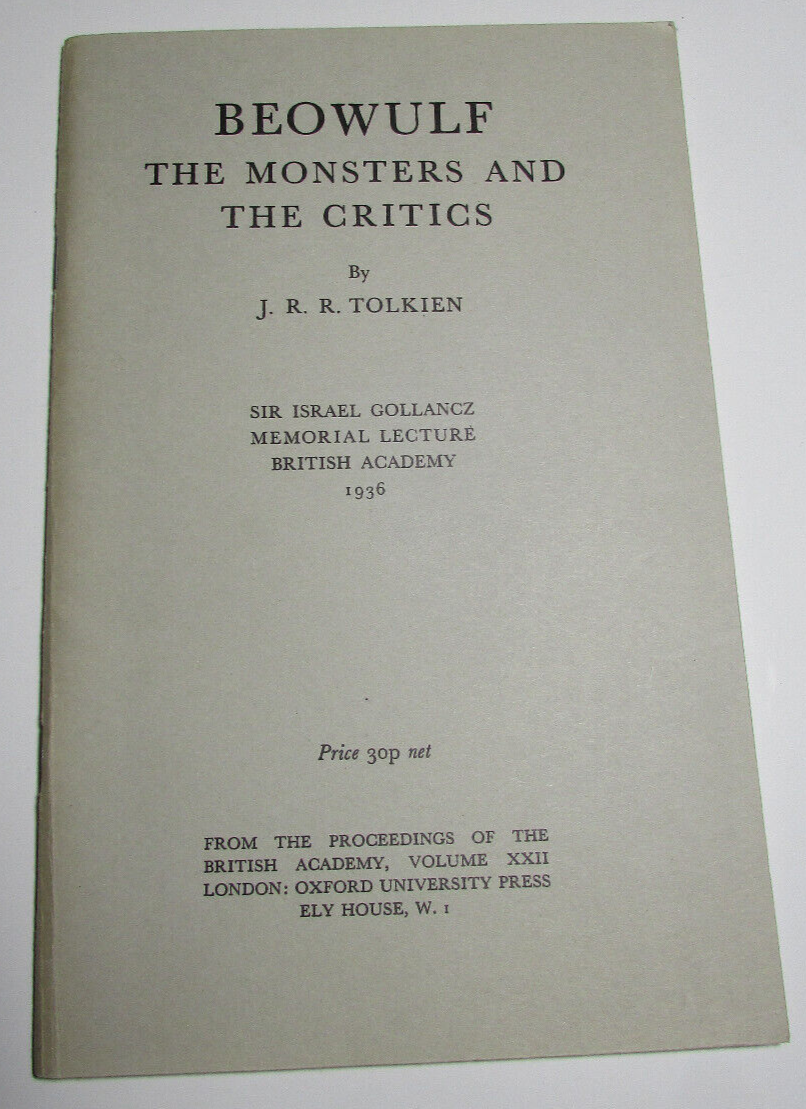 BEOWULF
THE MONSTERS AND
THE CRITICS
By
J. R. R. TOLKIEN
SIR ISRAEL GOLLANCZ
MEMORIAL LECTURE
BRITISH ACADEMY
1936
Price 30p net
FROM THE PROCEEDINGS OF THE
BRITISH ACADEMY, VOLUME XXII
LONDON: OXFORD UNIVERSITY PRESS
ELY HOUSE, W. 1